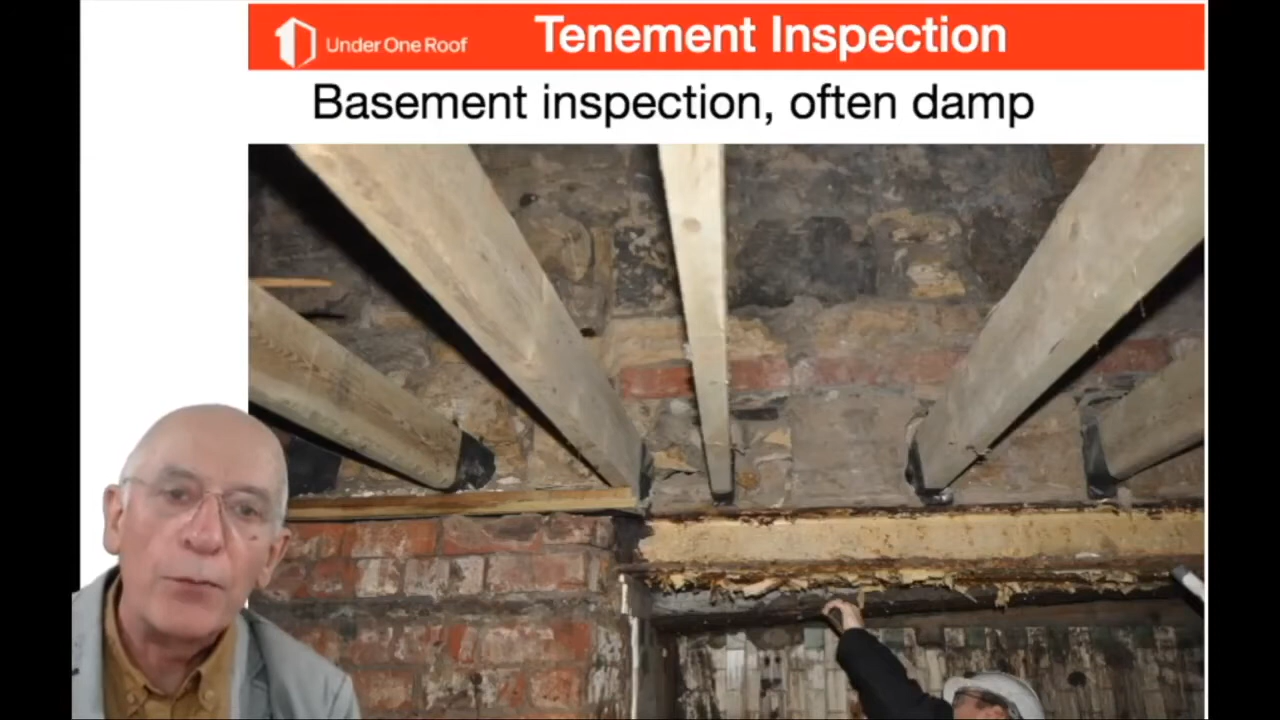 Under One Roof
Tenement Inspection
Basement inspection, often damp